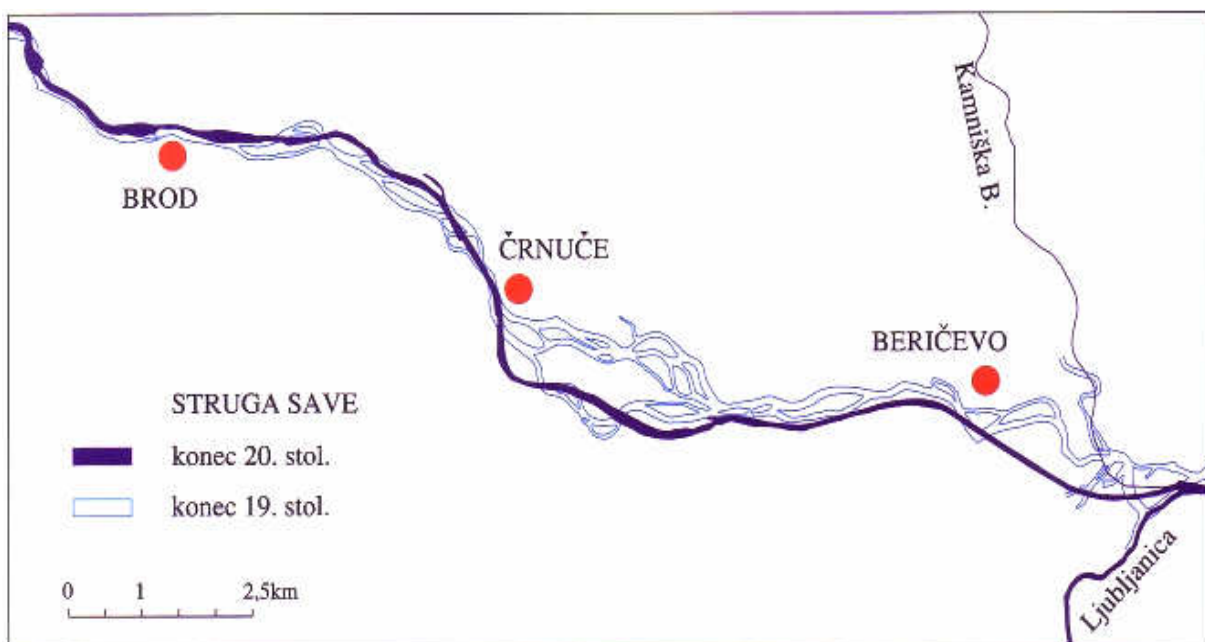 Kamniška B.
BROD
ČRNUČE
BERIČEVO
STRUGA SAVE
konec 20. stol.
konec 19. stol.
0 1 2,5km
Ljubljanica